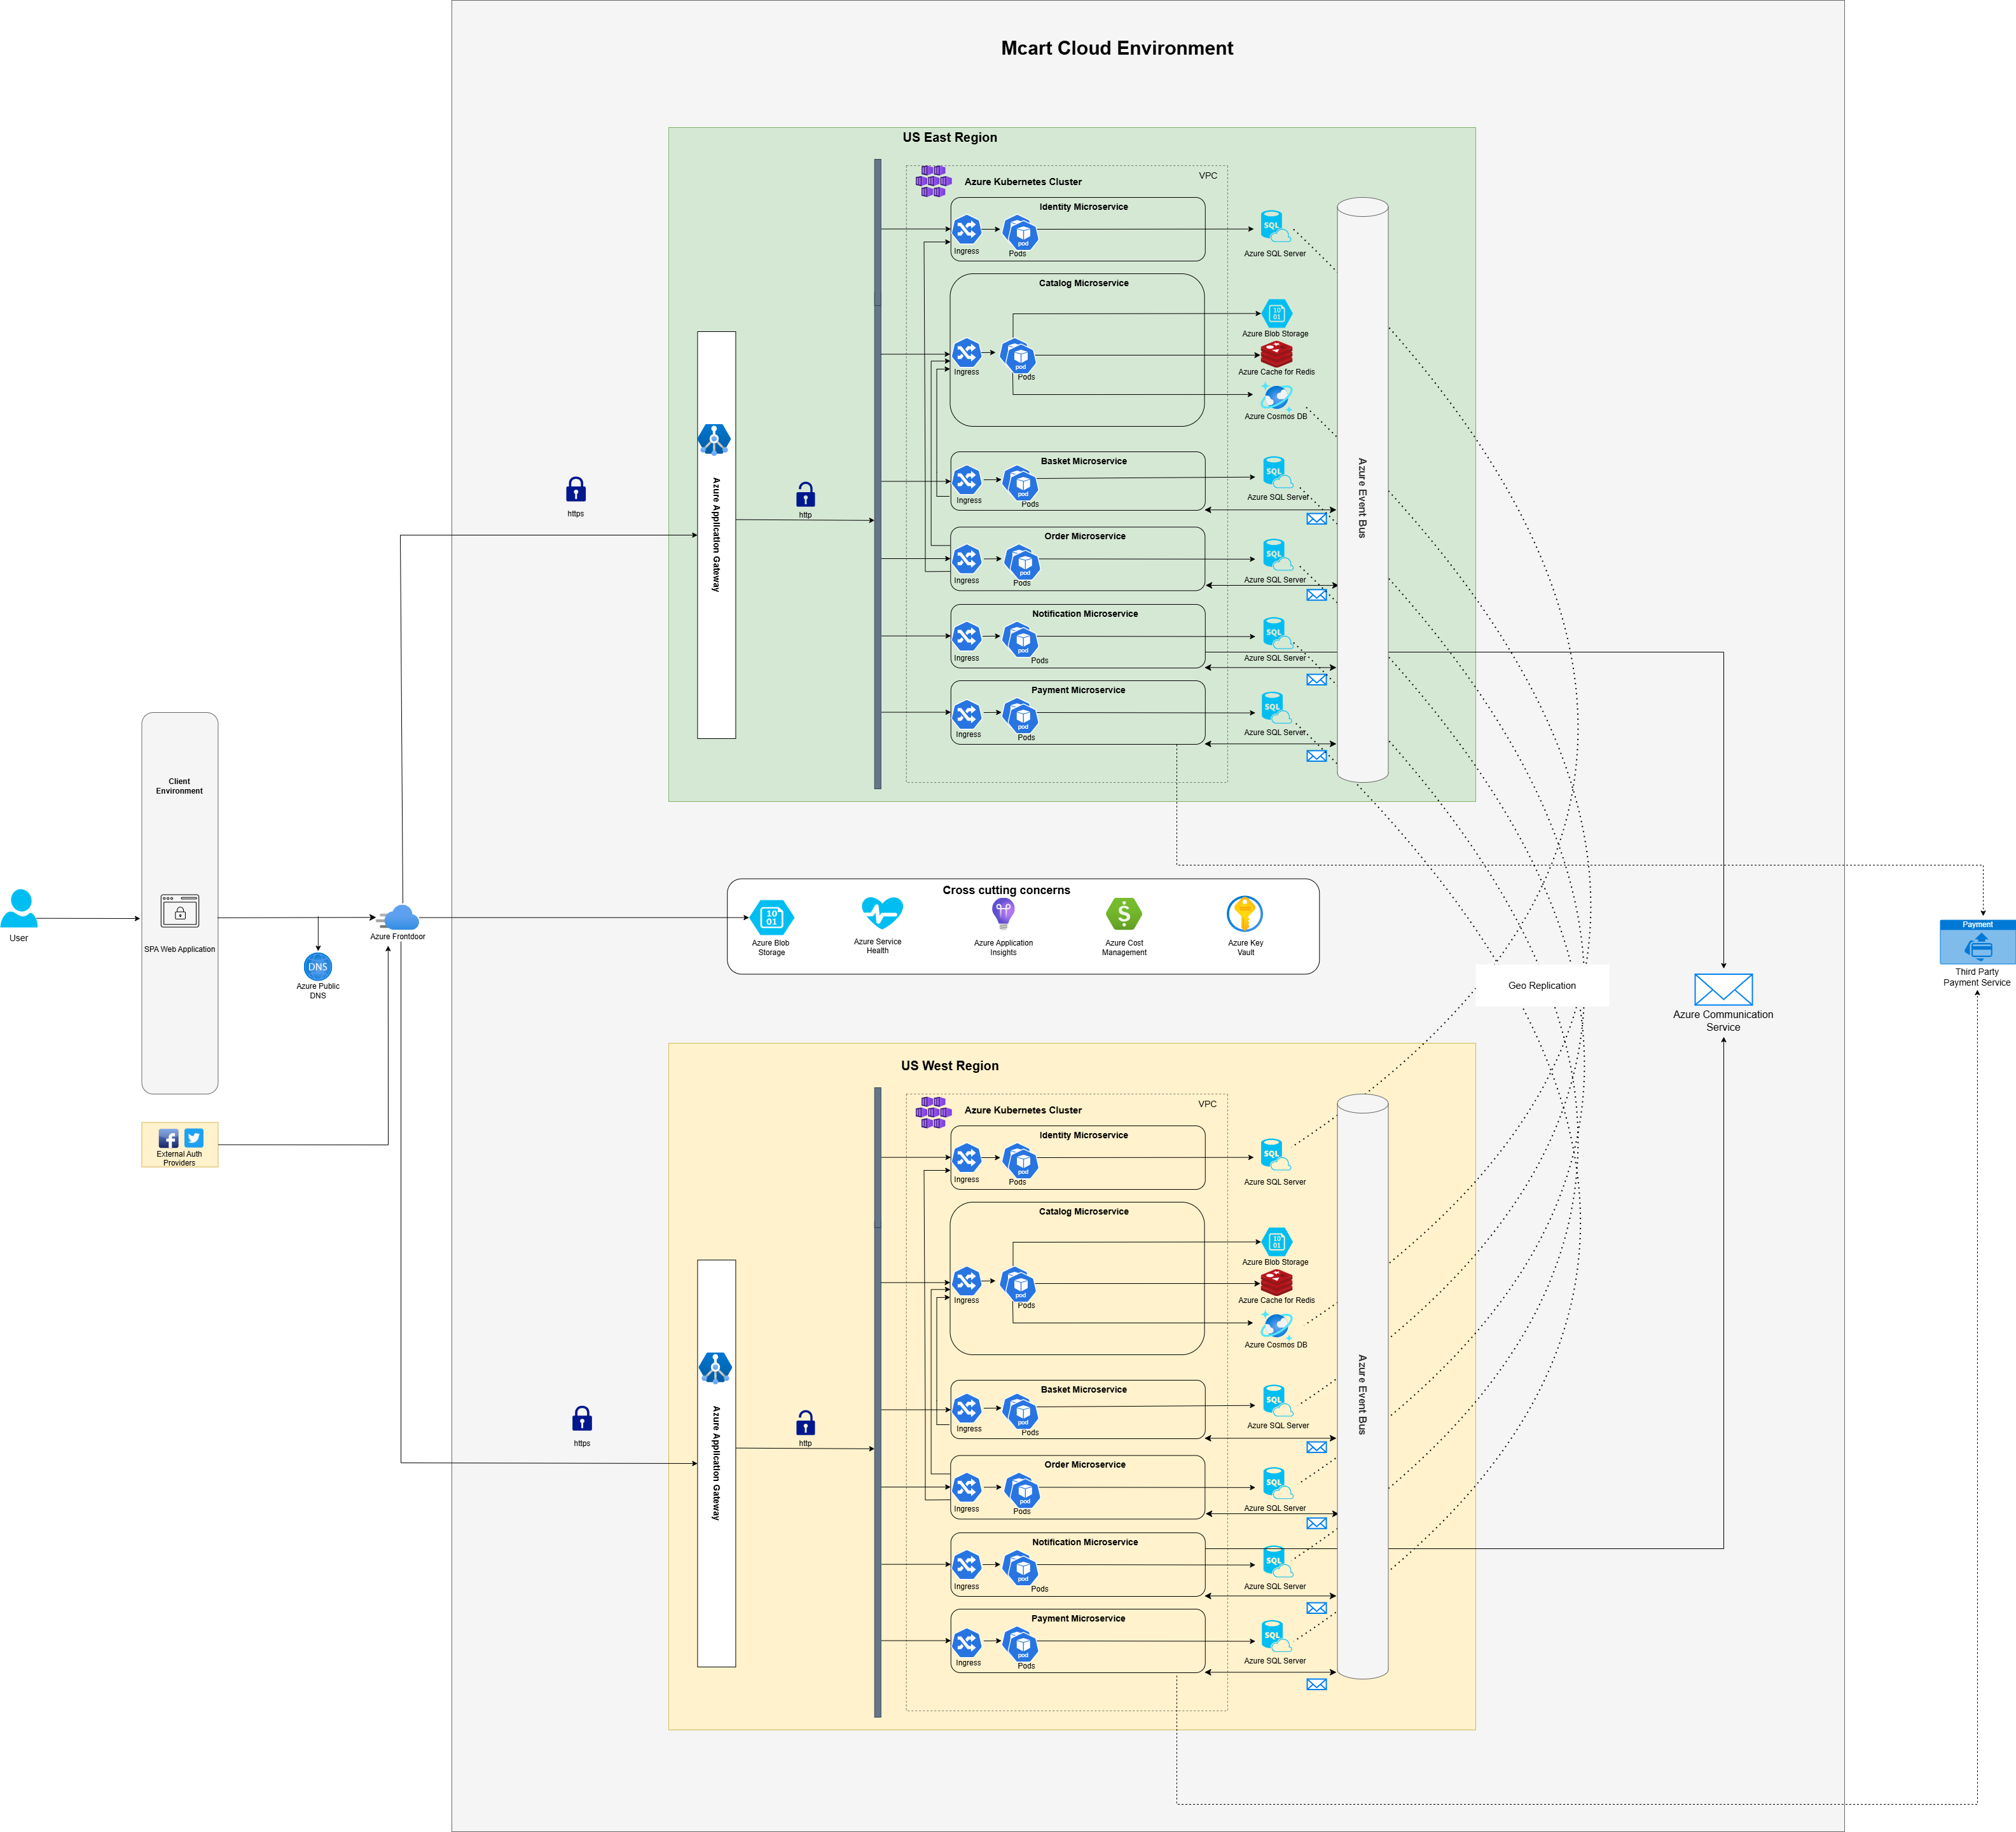 Mcart Cloud Environment
US East Region
VPC
Azure Kubernetes Cluster
Identity Microservice
Ingress
Pods
pod
Azure SQL Server
SQL
Catalog Microservice
Ingress
Pods
pod
10
01
Azure Blob Storage
Azure Cache for Redis
Azure Cosmos DB
Basket Microservice
Ingress
Pods
pod
SQL
Azure SQL Server
Order Microservice
Ingress
Pods
pod
SQL
Azure SQL Server
Notification Microservice
Ingress
Pods
pod
SQL
Azure SQL Server
Payment Microservice
Ingress
Pods
pod
SQL
Azure SQL Server
Azure Event Bus
Azure Application Gateway
https
http
Client
Environment
SPA Web Application
User
DNS
Azure Public
DNS
Azure Frontdoor
External Auth
Providers
Cross cutting concerns
10
01
Azure Blob
Storage
Azure Service
Health
Azure Application
Insights
Azure Cost
Management
Azure Key
Vault
Geo Replication
Azure Communication
Service
Payment
Third Party
Payment Service
US West Region
VPC
Azure Kubernetes Cluster
Identity Microservice
Ingress
Pods
pod
SQL
Azure SQL Server
Catalog Microservice
Ingress
Pods
pod
10
01
Azure Blob Storage
Azure Cache for Redis
Azure Cosmos DB
Basket Microservice
Ingress
Pods
pod
SQL
Azure SQL Server
Order Microservice
Ingress
Pods
pod
SQL
Azure SQL Server
Notification Microservice
Ingress
Pods
pod
SQL
Azure SQL Server
Payment Microservice
Ingress
Pods
pod
SQL
Azure SQL Server
Azure Event Bus
Azure Application Gateway
https
http